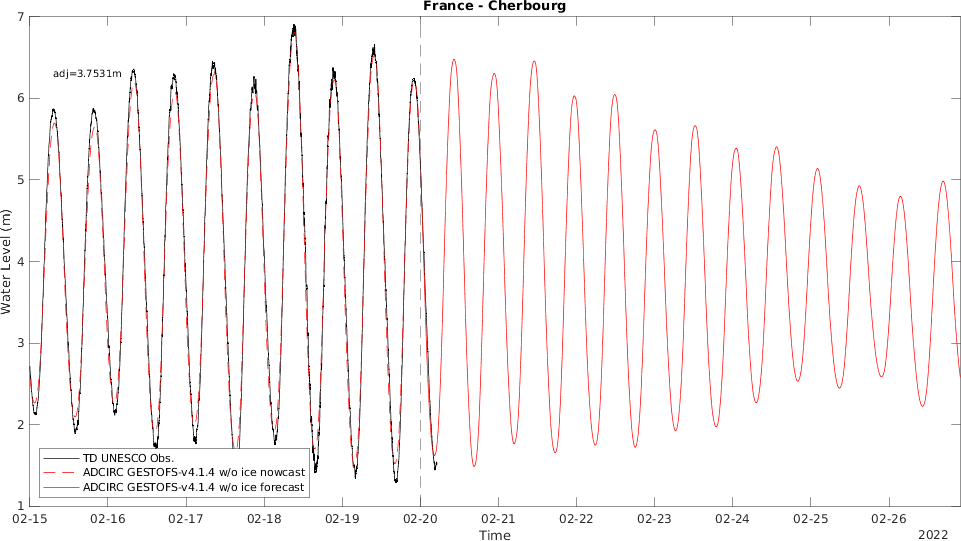 France - Cherbourg
7
adj=3.7531m
6
5
4
3
2
1
Water Level (m)
TD UNESCO Obs.
ADCIRC GESTOFS-v4.1.4 w/o ice nowcast
ADCIRC GESTOFS-v4.1.4 w/o ice forecast
02-15 02-16 02-17 02-18 02-19 02-20 02-21 02-22 02-23 02-24 02-25 02-26
Time
2022